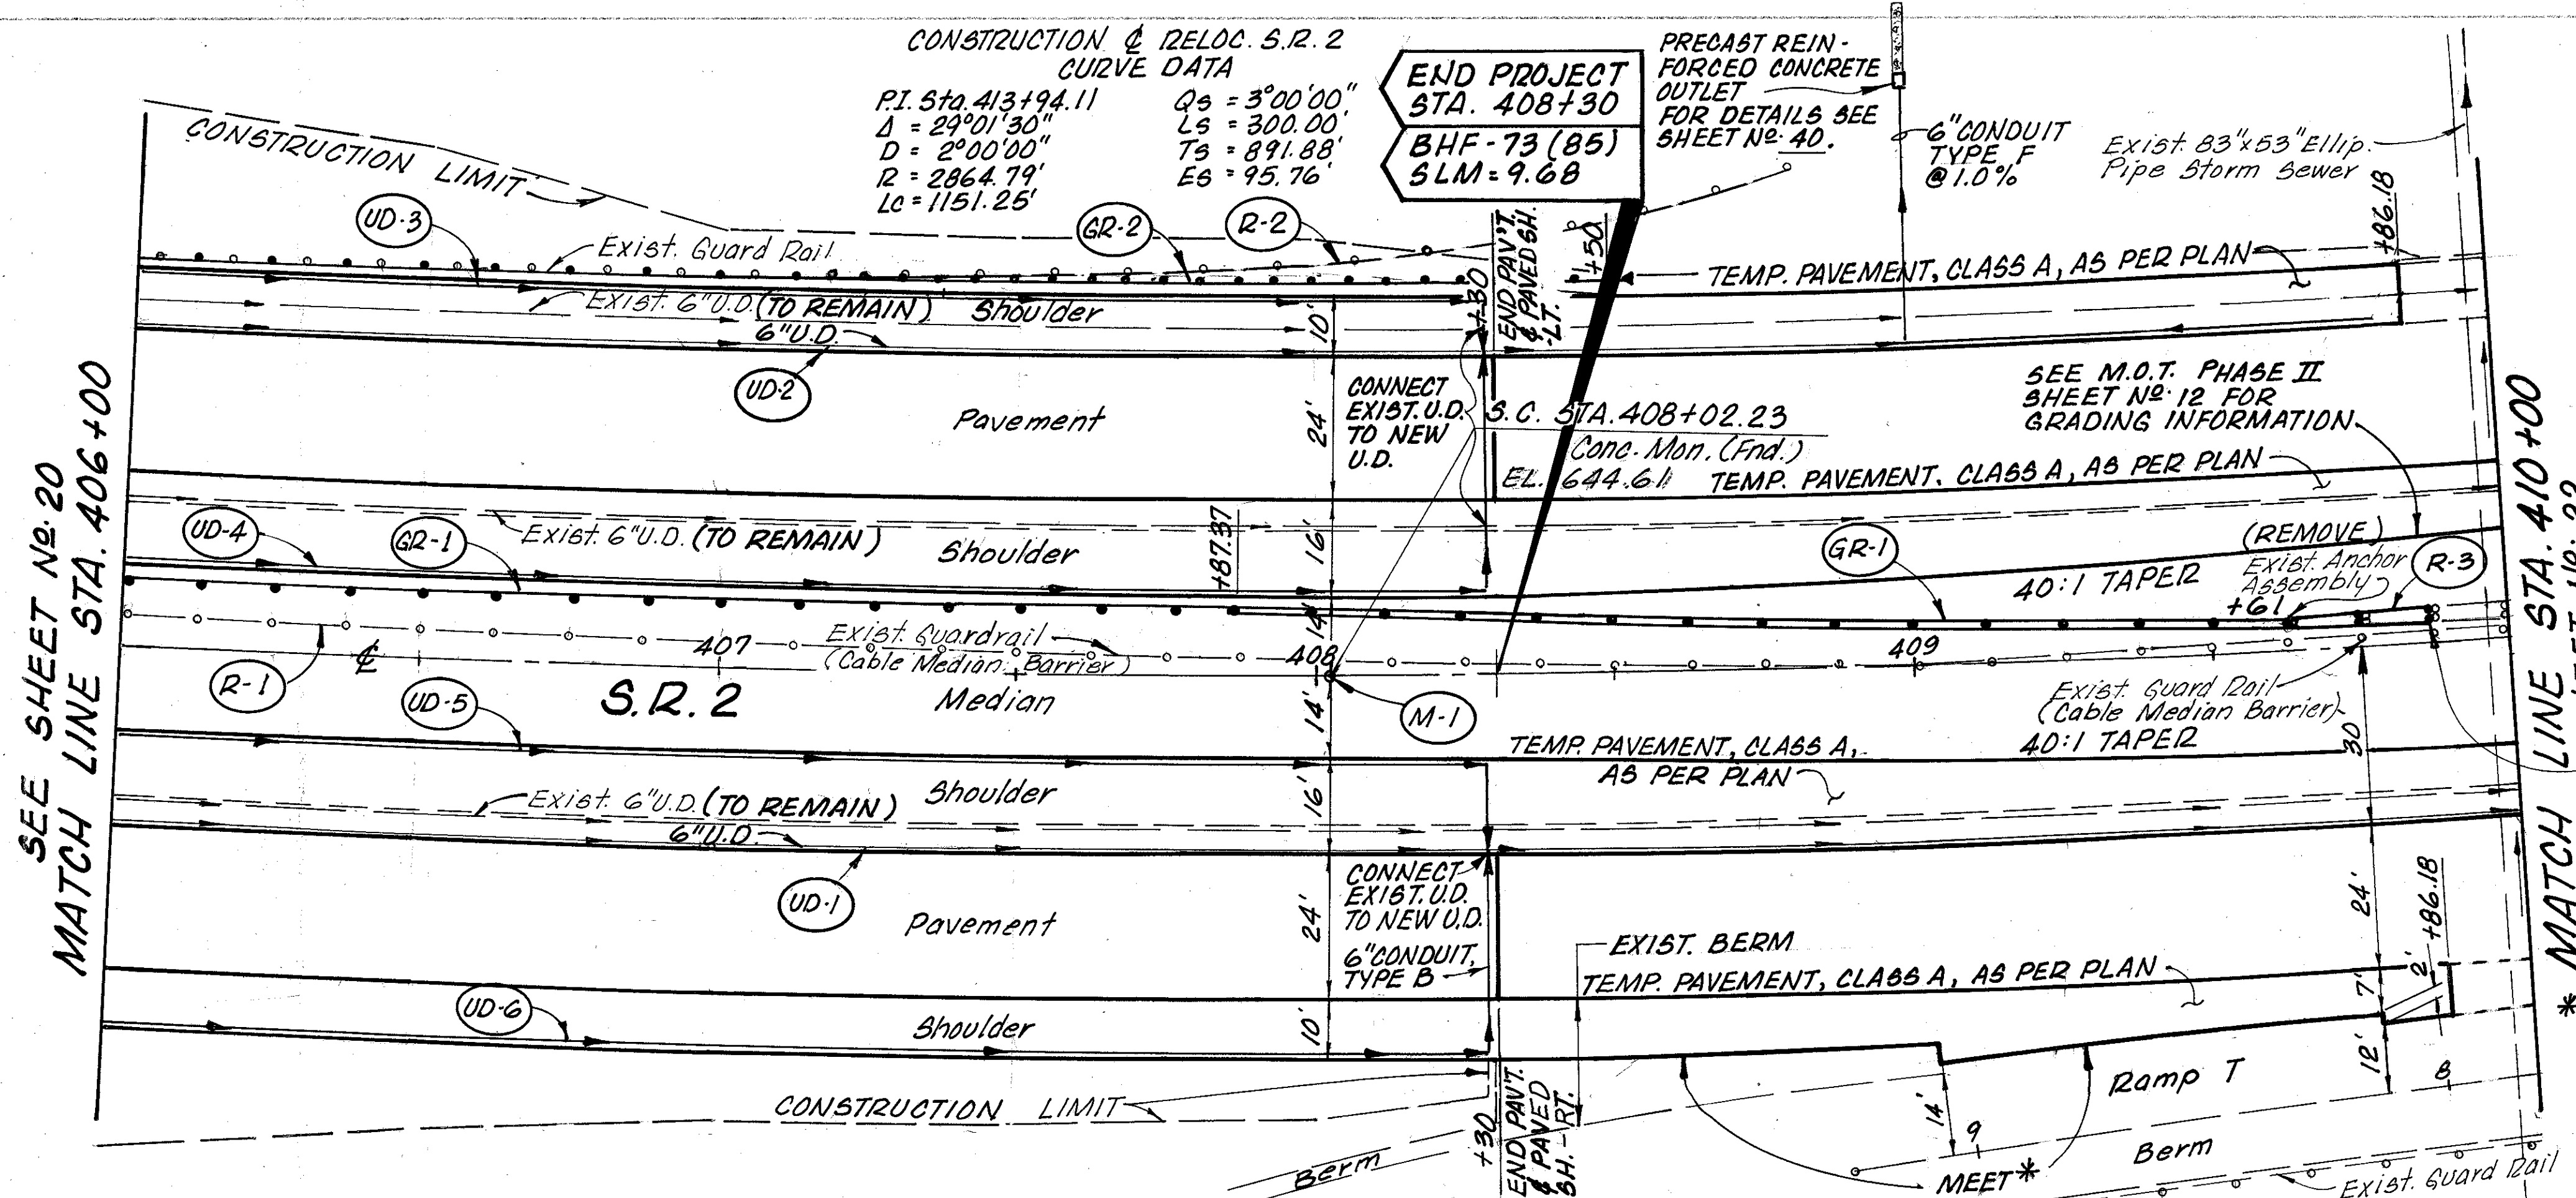 CONSTRUCTION ℄ RELOC. S.R. 2
CURVE DATA
P.I. Sta. 413+94.11
Δ = 29°01'30"
D = 2°00'00"
R = 2864.79'
Lc = 1151.25'
Qs = 3°00'00"
Ls = 300.00'
Ts = 891.88'
Es = 95.76'
END PROJECT
STA. 408+30
BHF-73(85)
SLM = 9.68
PRECAST REIN-
FORCED CONCRETE
OUTLET
FOR DETAILS SEE
SHEET Nº 40.
6" CONDUIT
TYPE F
@ 1.0%
Exist. 83"x53" Ellip.
Pipe Storm Sewer
+86.18
CONSTRUCTION LIMIT
UD-3
Exist. Guard Rail
GR-2
R-2
+30
END PAV'T.
& PAVED SH.
-LT.
+50
TEMP. PAVEMENT, CLASS A, AS PER PLAN
Exist. 6" U.D. (TO REMAIN)
Shoulder
10'
6" U.D.
UD-2
Pavement
24'
CONNECT
EXIST. U.D.
TO NEW
U.D.
S.C. STA. 408+02.23
Conc. Mon. (Fnd.)
EL. 644.61
TEMP. PAVEMENT, CLASS A, AS PER PLAN
SEE M.O.T. PHASE II
SHEET Nº 12 FOR
GRADING INFORMATION.
SEE SHEET Nº 20
MATCH LINE STA. 406+00
UD-4
GR-1
Exist. 6" U.D. (TO REMAIN)
Shoulder
+87.37
16'
GR-1
40:1 TAPER
(REMOVE)
Exist. Anchor
Assembly
R-3
+61
14'
R-1
℄
407
Exist. Guardrail
(Cable Median Barrier)
408
409
S.R. 2
Median
UD-5
14'
M-1
Exist. Guard Rail
(Cable Median Barrier)
40:1 TAPER
30'
TEMP. PAVEMENT, CLASS A,
AS PER PLAN
Exist. 6" U.D. (TO REMAIN)
Shoulder
16'
6" U.D.
UD-1
Pavement
24'
CONNECT
EXIST. U.D.
TO NEW U.D.
6" CONDUIT,
TYPE B
EXIST. BERM
TEMP. PAVEMENT, CLASS A, AS PER PLAN
24'
7'
2'
+86.18
12'
UD-6
Shoulder
10'
CONSTRUCTION LIMIT
+30
END PAV'T.
& PAVED
SH.-RT.
Berm
14'
9
8
Ramp T
Berm
MEET*
Exist. Guard Rail
* MATCH LINE STA. 410+00